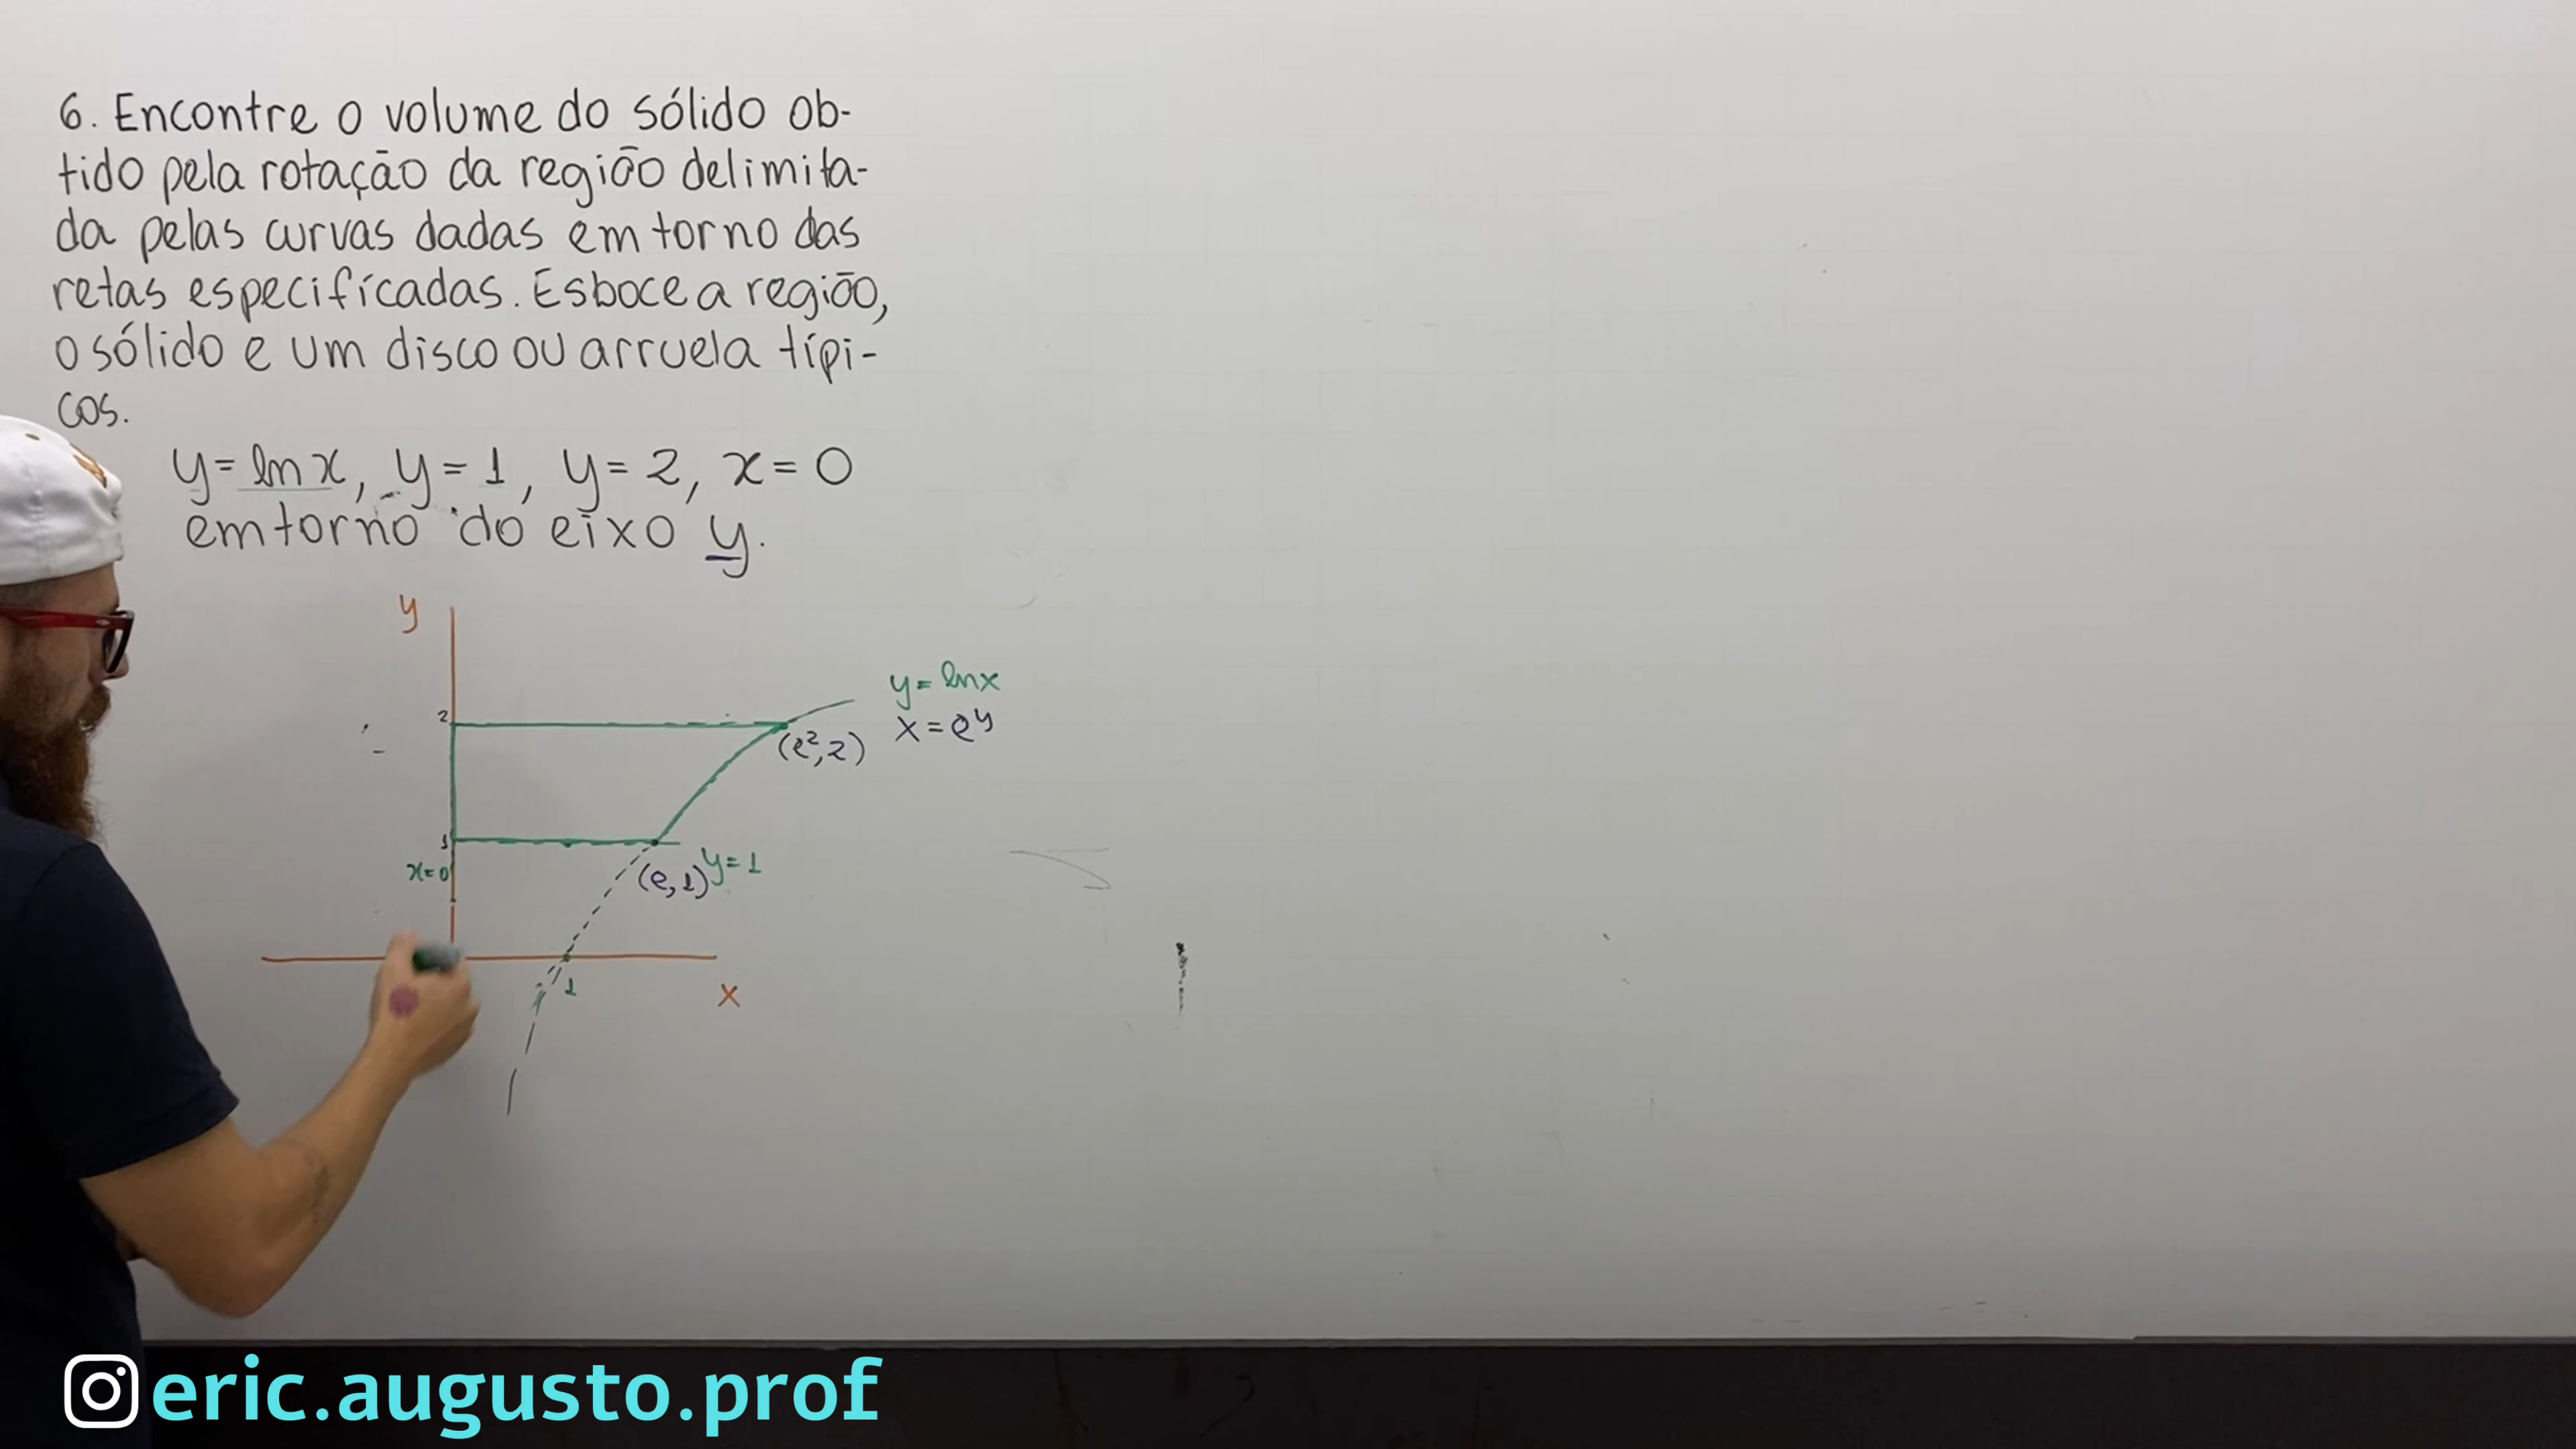 6. Encontre o volume do sólido ob-
tido pela rotação da região delimita-
da pelas curvas dadas em torno das
retas especificadas. Esboce a região,
o sólido e um disco ou arruela típi-
cos.
y = ln x, y = 1, y = 2, x = 0
em torno do eixo y.
y
y = ln x
x = e^y
2
(e², 2)
1
x = 0
(e, 1)
y = 1
1
x
eric.augusto.prof